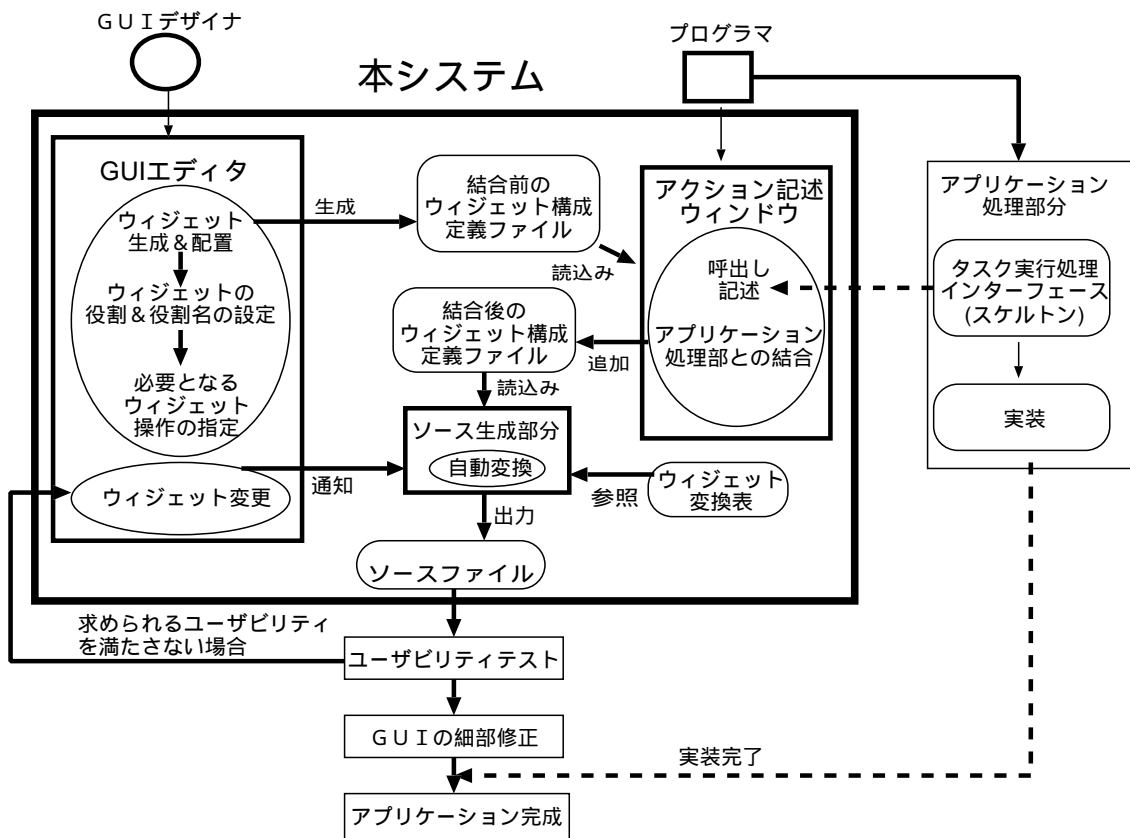 ＧＵＩデザイナ
プログラマ
本システム
GUIエディタ
ウィジェット
生成＆配置
ウィジェットの
役割＆役割名の設定
必要となる
ウィジェット
操作の指定
ウィジェット変更
生成
結合前の
ウィジェット構成
定義ファイル
読込み
アクション記述
ウィンドウ
呼出し
記述
アプリケーション
処理部との結合
追加
結合後の
ウィジェット構成
定義ファイル
読込み
ソース生成部分
自動変換
通知
参照
ウィジェット
変換表
出力
ソースファイル
アプリケーション
処理部分
タスク実行処理
インターフェース
(スケルトン)
実装
求められるユーザビリティ
を満たさない場合
ユーザビリティテスト
ＧＵＩの細部修正
実装完了
アプリケーション完成